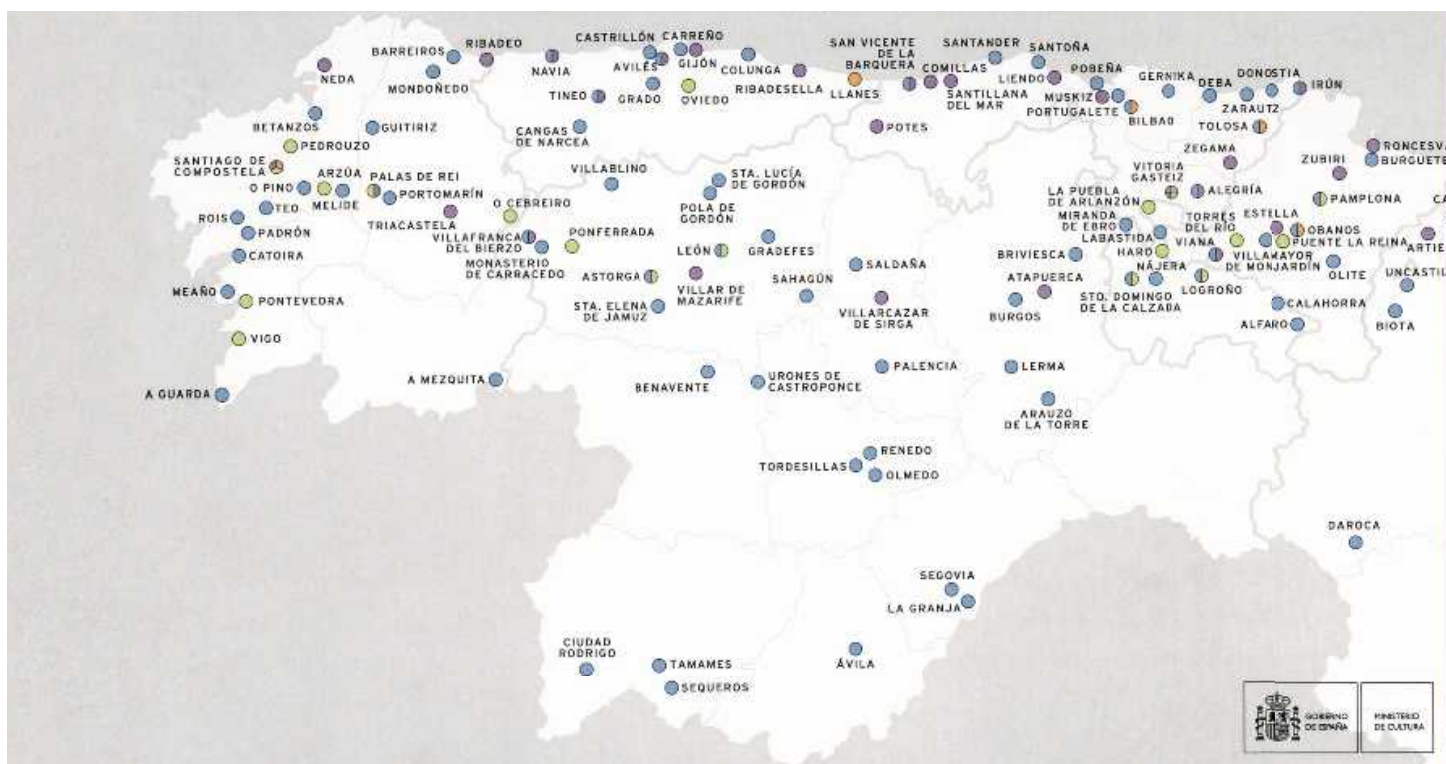 NEDA
BARREIROS
RIBADEO
MONDOÑEDO
NAVIA
CASTRILLÓN
CARREÑO
AVILÉS
GIJÓN
COLUNGA
RIBADESELLA
TINEO
GRADO
OVIEDO
LLANES
SAN VICENTE
DE LA
BARQUERA
COMILLAS
SANTILLANA
DEL MAR
SANTANDER
SANTOÑA
LIENDO
POBEÑA
MUSKIZ
PORTUGALETE
GERNIKA
BILBAO
DEBA
DONOSTIA
ZARAUTZ
IRÚN
TOLOSA
BETANZOS
GUITIRIZ
CANGAS
DE NARCEA
POTES
ZEGAMA
ZUBIRI
RONCESVA
BURGUETE
PEDROUZO
SANTIAGO DE
COMPOSTELA
O PINO
ARZÚA
MELIDE
PALAS DE REI
PORTOMARÍN
TRIACASTELA
O CEBREIRO
VILLABLINO
STA. LUCÍA
DE GORDÓN
POLA DE
GORDÓN
VITORIA
GASTEIZ
ALEGRÍA
PAMPLONA
LA PUEBLA
DE ARLANZÓN
MIRANDA
DE EBRO
LABASTIDA
TORRES
DEL RÍO
ESTELLA
OBANOS
PUENTE LA REINA
CA
ARTIE
ROIS
TEO
PADRÓN
CATOIRA
VILLAFRANCA
DEL BIERZO
MONASTERIO
DE CARRACEDO
PONFERRADA
LEÓN
GRADEFES
BRIVIESCA
HARO
VIANA
VILLAMAYOR
DE MONJARDÍN
OLITE
UNCASTIL
MEAÑO
PONTEVEDRA
ASTORGA
VILLAR DE
MAZARIFE
SAHAGÚN
SALDAÑA
ATAPUERCA
NÁJERA
STO. DOMINGO
DE LA CALZADA
LOGROÑO
CALAHORRA
STA. ELENA
DE JAMUZ
VILLARCAZAR
DE SIRGA
BURGOS
ALFARO
BIOTA
VIGO
A GUARDA
A MEZQUITA
BENAVENTE
URONES DE
CASTROPONCE
PALENCIA
LERMA
ARAUZO
DE LA TORRE
RENEDO
TORDESILLAS
OLMEDO
DAROCA
SEGOVIA
LA GRANJA
CIUDAD
RODRIGO
TAMAMES
SEQUEROS
ÁVILA
GOBIERNO
DE ESPAÑA
MINISTERIO
DE CULTURA